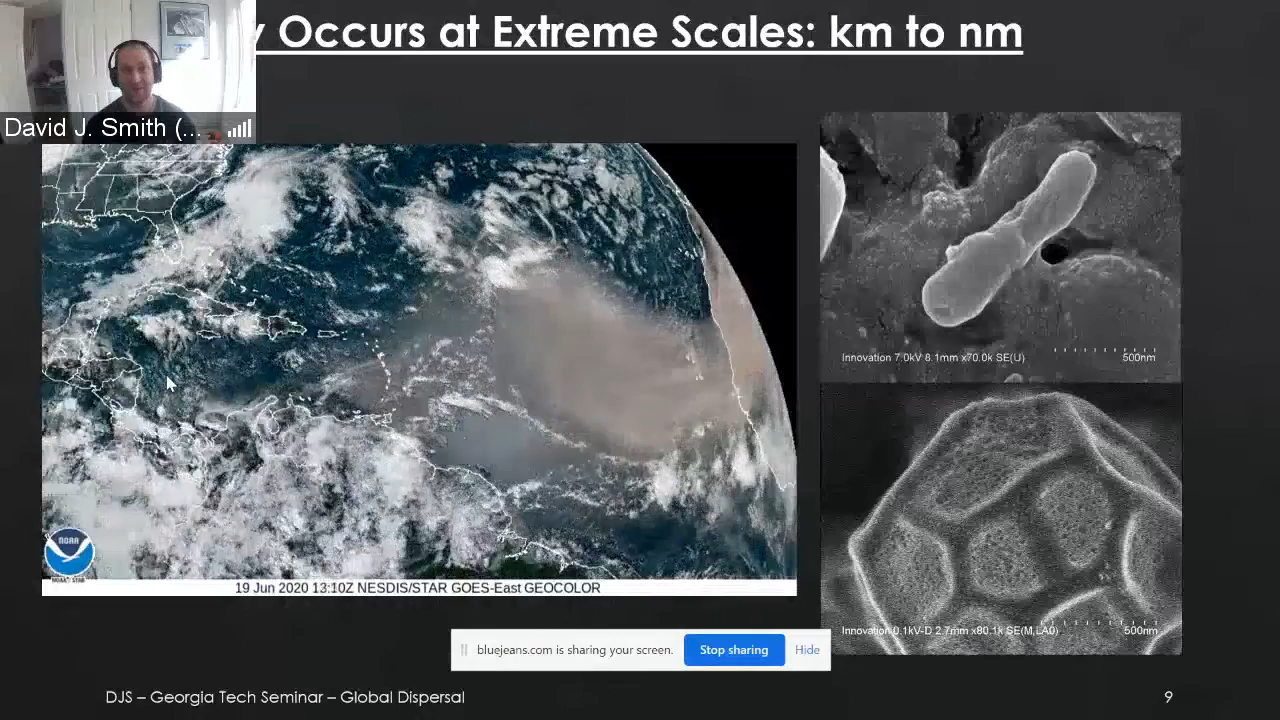 y Occurs at Extreme Scales: km to nm
David J. Smith (...
Innovation 7.0kV 8.1mm x70.0k SE(U)
500nm
NOAA
19 Jun 2020 13:10Z NESDIS/STAR GOES-East GEOCOLOR
Innovation 0.1kV-D 2.7mm x80.1k SE(M,LA0)
500nm
bluejeans.com is sharing your screen.
Stop sharing
Hide
DJS – Georgia Tech Seminar – Global Dispersal
9